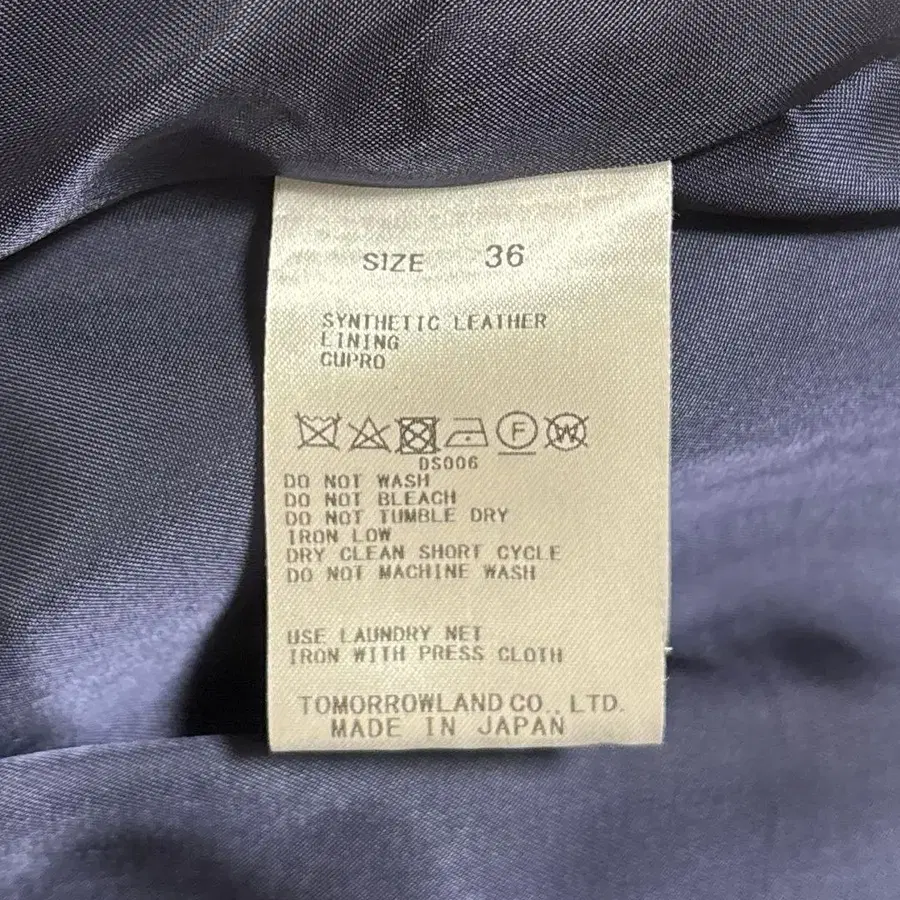 SIZE 36
SYNTHETIC LEATHER
LINING
CUPRO
F W
DS006
DO NOT WASH
DO NOT BLEACH
DO NOT TUMBLE DRY
IRON LOW
DRY CLEAN SHORT CYCLE
DO NOT MACHINE WASH
USE LAUNDRY NET
IRON WITH PRESS CLOTH
TOMORROWLAND CO., LTD.
MADE IN JAPAN